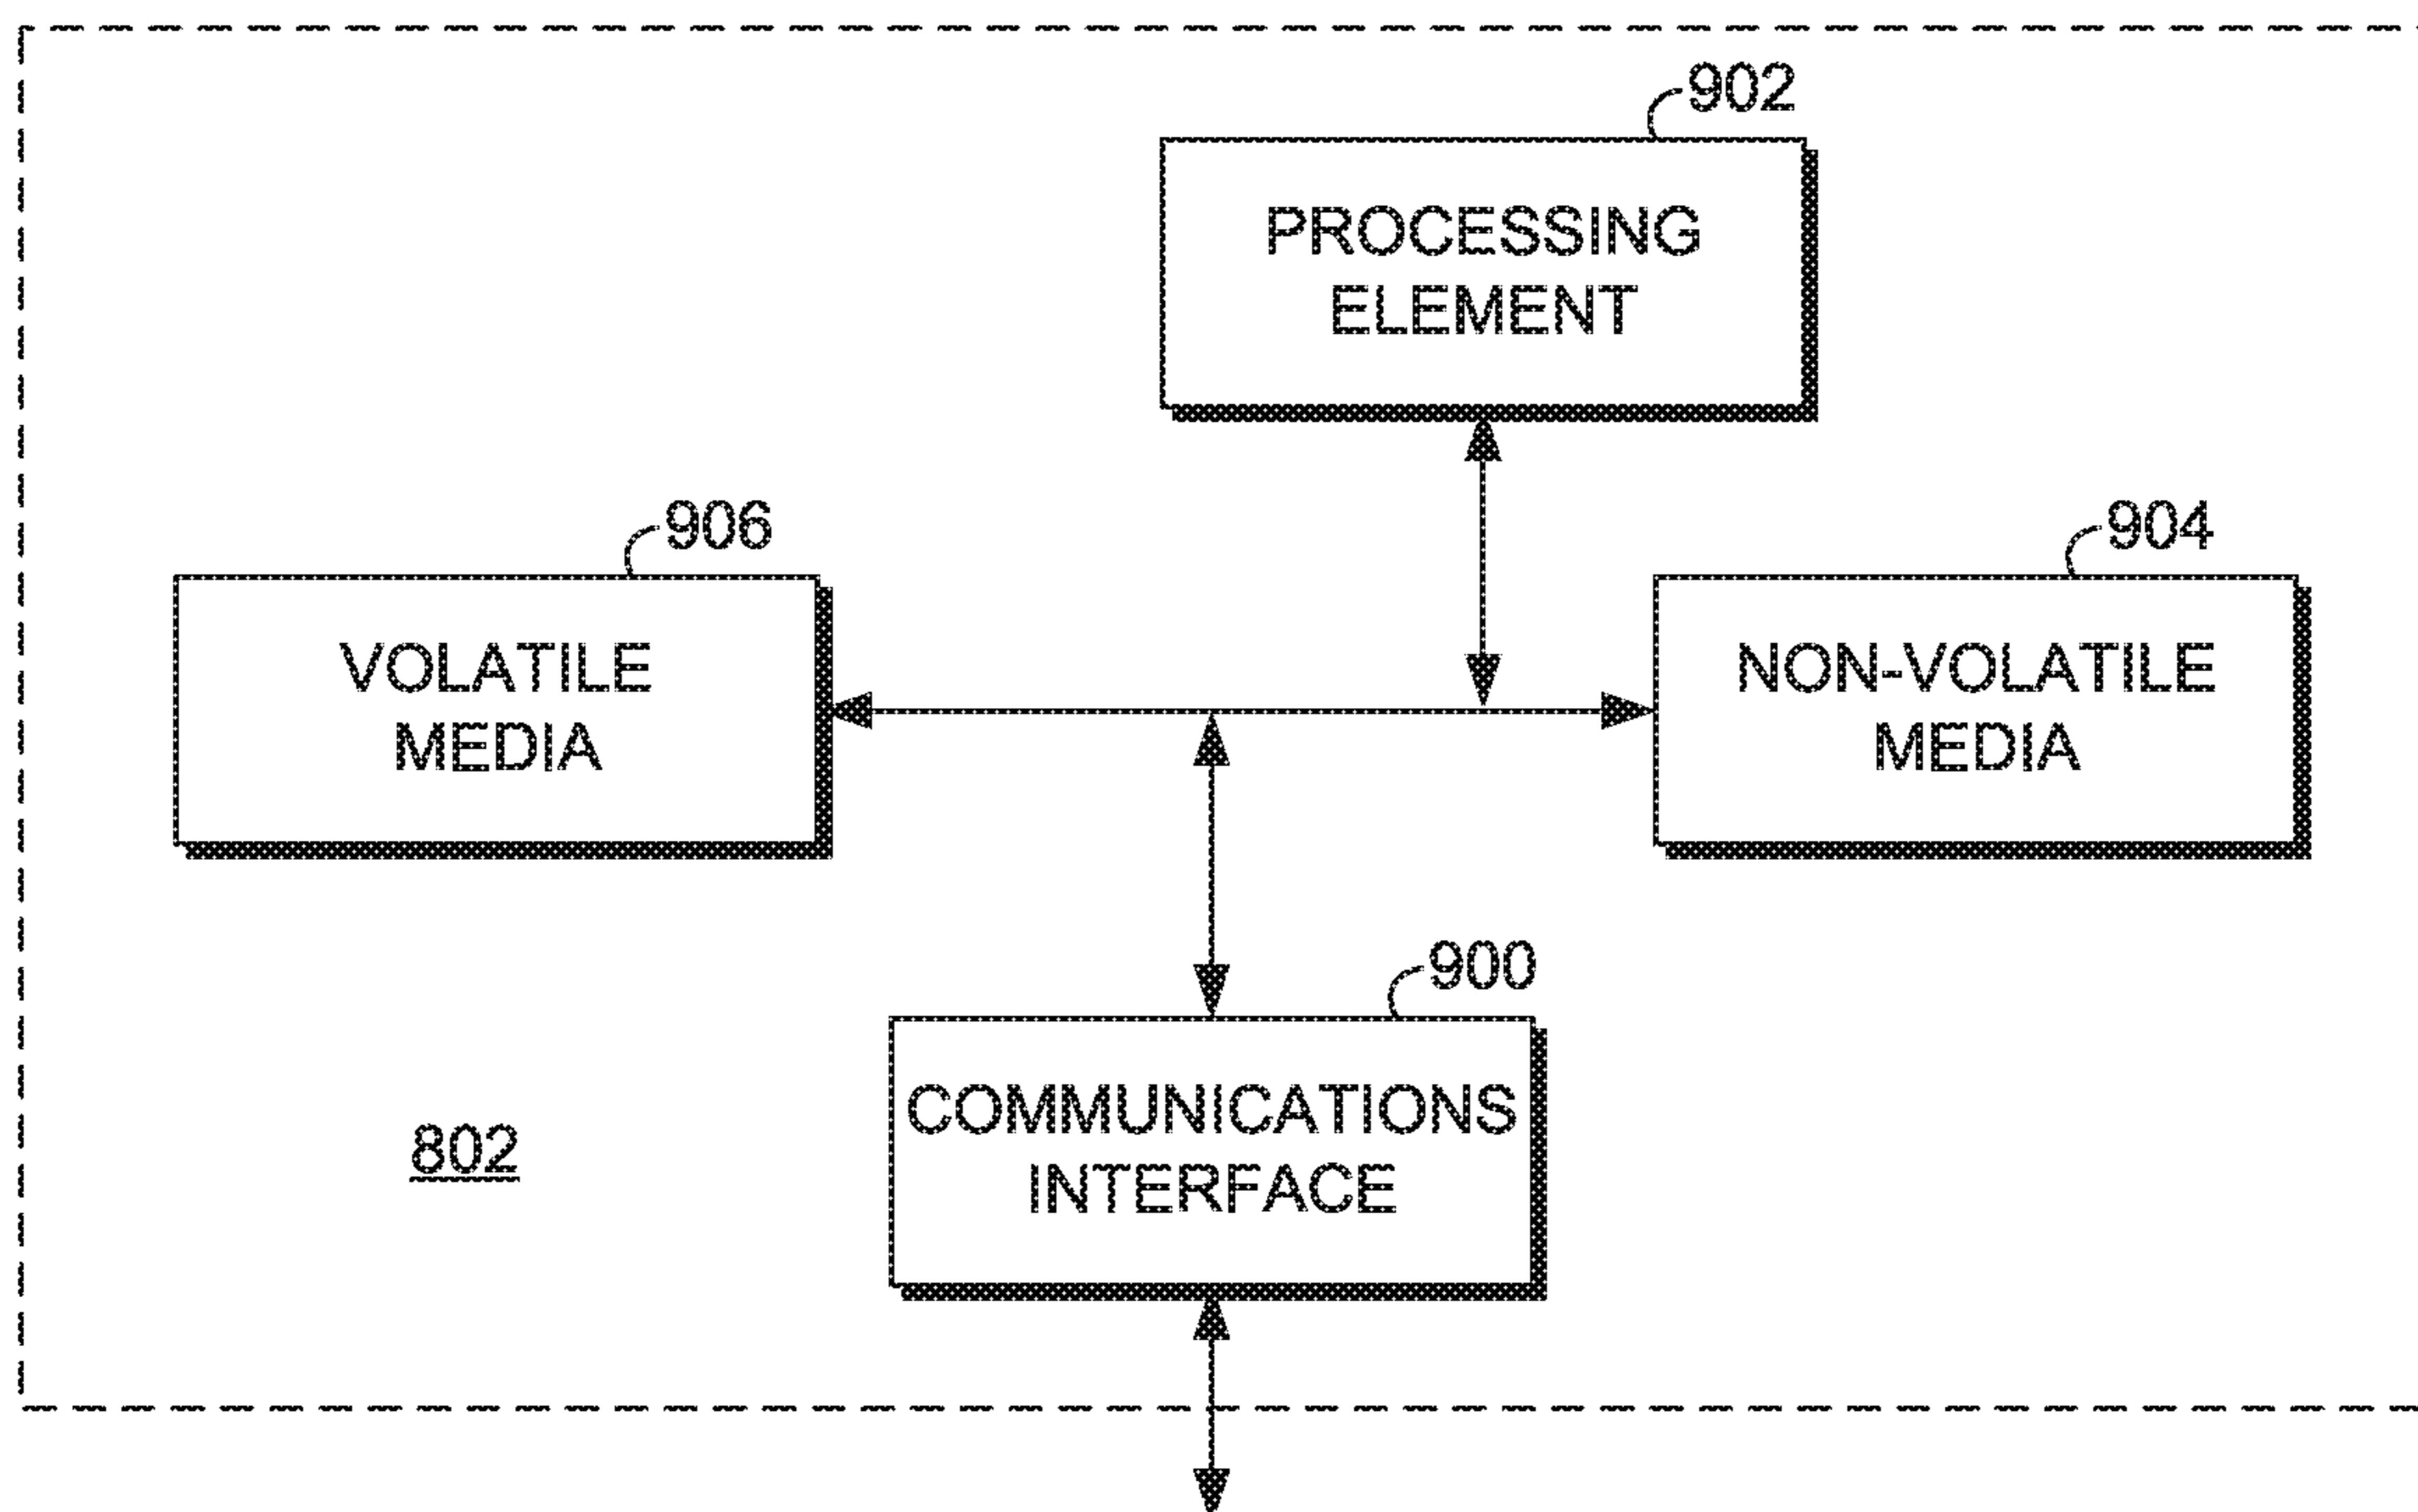 902
PROCESSING
ELEMENT
906
VOLATILE
MEDIA
904
NON-VOLATILE
MEDIA
900
COMMUNICATIONS
INTERFACE
802